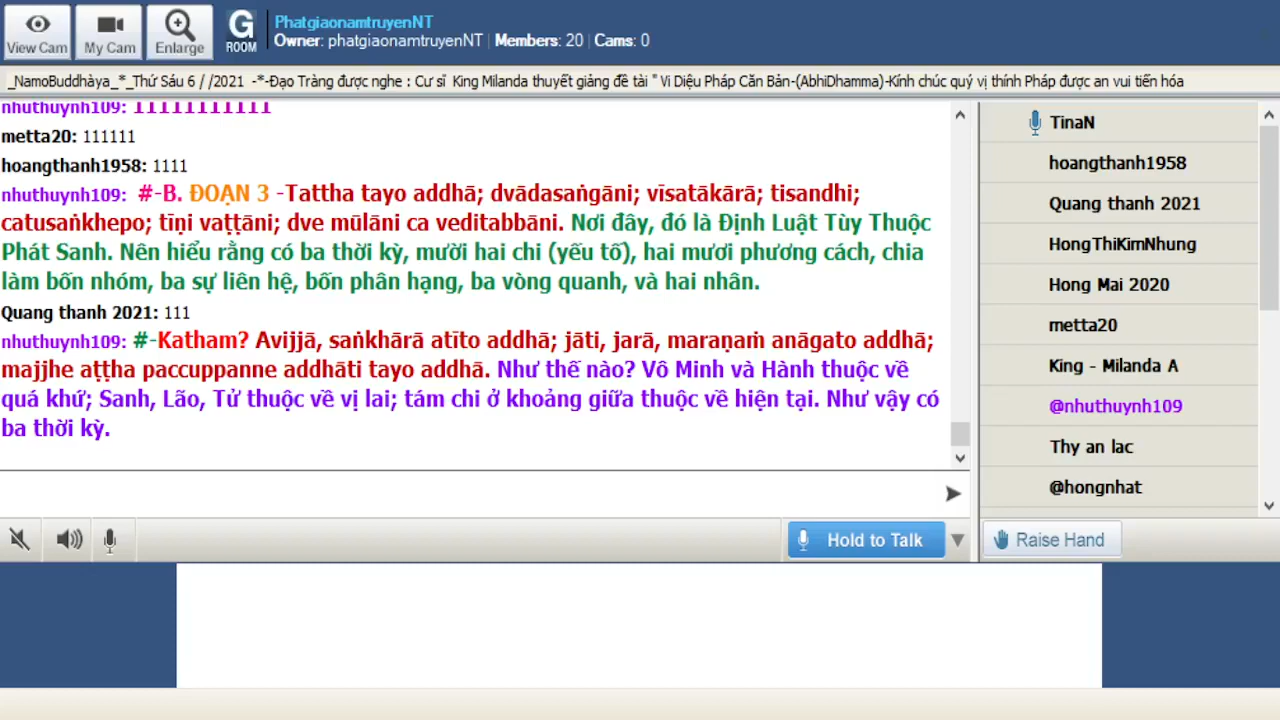 View Cam
My Cam
Enlarge
G
ROOM
PhatgiaonamtruyenNT
Owner: phatgiaonamtruyenNT | Members: 20 | Cams: 0
_NamoBuddhàya_*_Thứ Sáu 6 / /2021 -*-Đạo Tràng được nghe : Cư sĩ King Milanda thuyết giảng đề tài " Vi Diệu Pháp Căn Bản-(AbhiDhamma)-Kính chúc quý vị thính Pháp được an vui tiến hóa
nhuthuynh109: 11111111111
metta20: 111111
hoangthanh1958: 1111
nhuthuynh109: #-B. ĐOẠN 3 -Tattha tayo addhā; dvādasaṅgāni; vīsatākārā; tisandhi;
catusaṅkhepo; tīṇi vaṭṭāni; dve mūlāni ca veditabbāni. Nơi đây, đó là Định Luật Tùy Thuộc
Phát Sanh. Nên hiểu rằng có ba thời kỳ, mười hai chi (yếu tố), hai mươi phương cách, chia
làm bốn nhóm, ba sự liên hệ, bốn phân hạng, ba vòng quanh, và hai nhân.
Quang thanh 2021: 111
nhuthuynh109: #-Katham? Avijjā, saṅkhārā atīto addhā; jāti, jarā, maraṇaṁ anāgato addhā;
majjhe aṭṭha paccuppanne addhāti tayo addhā. Như thế nào? Vô Minh và Hành thuộc về
quá khứ; Sanh, Lão, Tử thuộc về vị lai; tám chi ở khoảng giữa thuộc về hiện tại. Như vậy có
ba thời kỳ.
TinaN
hoangthanh1958
Quang thanh 2021
HongThiKimNhung
Hong Mai 2020
metta20
King - Milanda A
@nhuthuynh109
Thy an lac
@hongnhat
Hold to Talk
Raise Hand